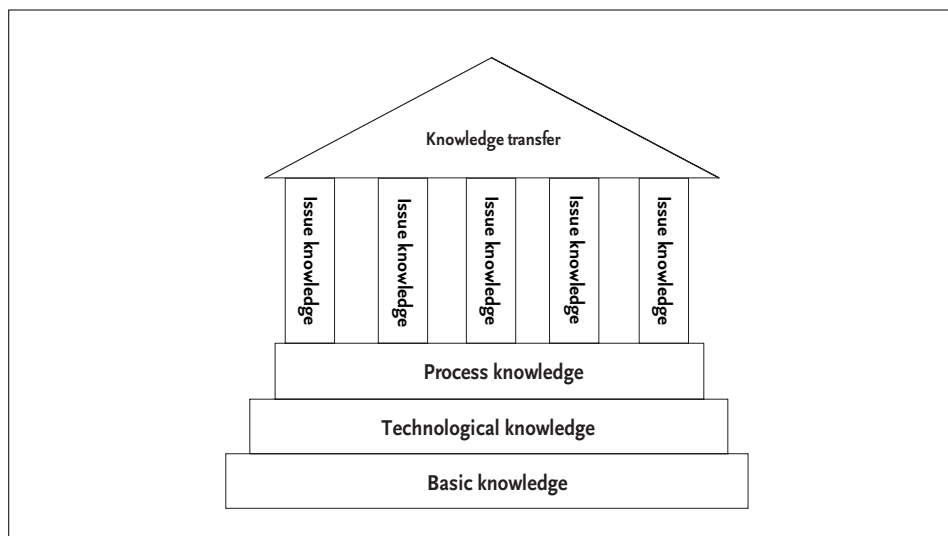 Knowledge transfer
Issue knowledge
Issue knowledge
Issue knowledge
Issue knowledge
Issue knowledge
Process knowledge
Technological knowledge
Basic knowledge